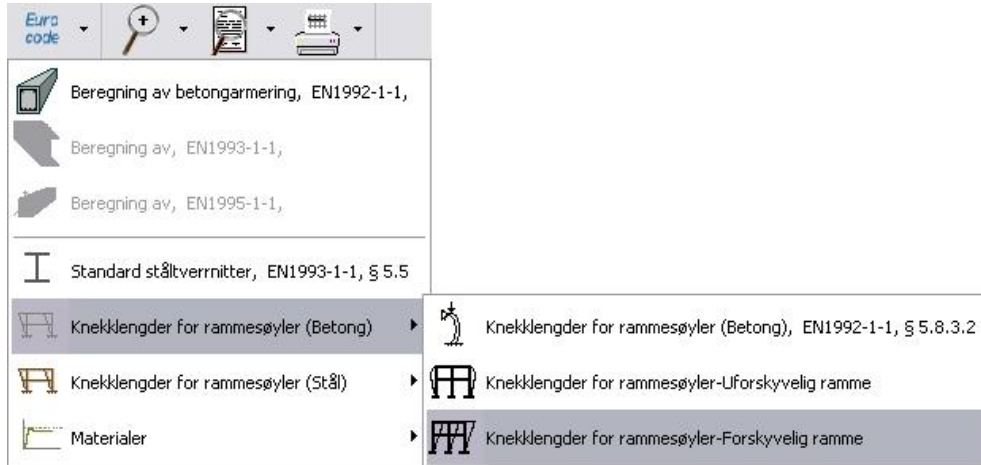 Euro
code
Beregning av betongarmering, EN1992-1-1,
Beregning av, EN1993-1-1,
Beregning av, EN1995-1-1,
Standard ståltverrnitter, EN1993-1-1, § 5.5
Knekklengder for rammesøyler (Betong)
Knekklengder for rammesøyler (Betong), EN1992-1-1, § 5.8.3.2
Knekklengder for rammesøyler (Stål)
Knekklengder for rammesøyler-Uforskyvelig ramme
Materialer
Knekklengder for rammesøyler-Forskyvelig ramme